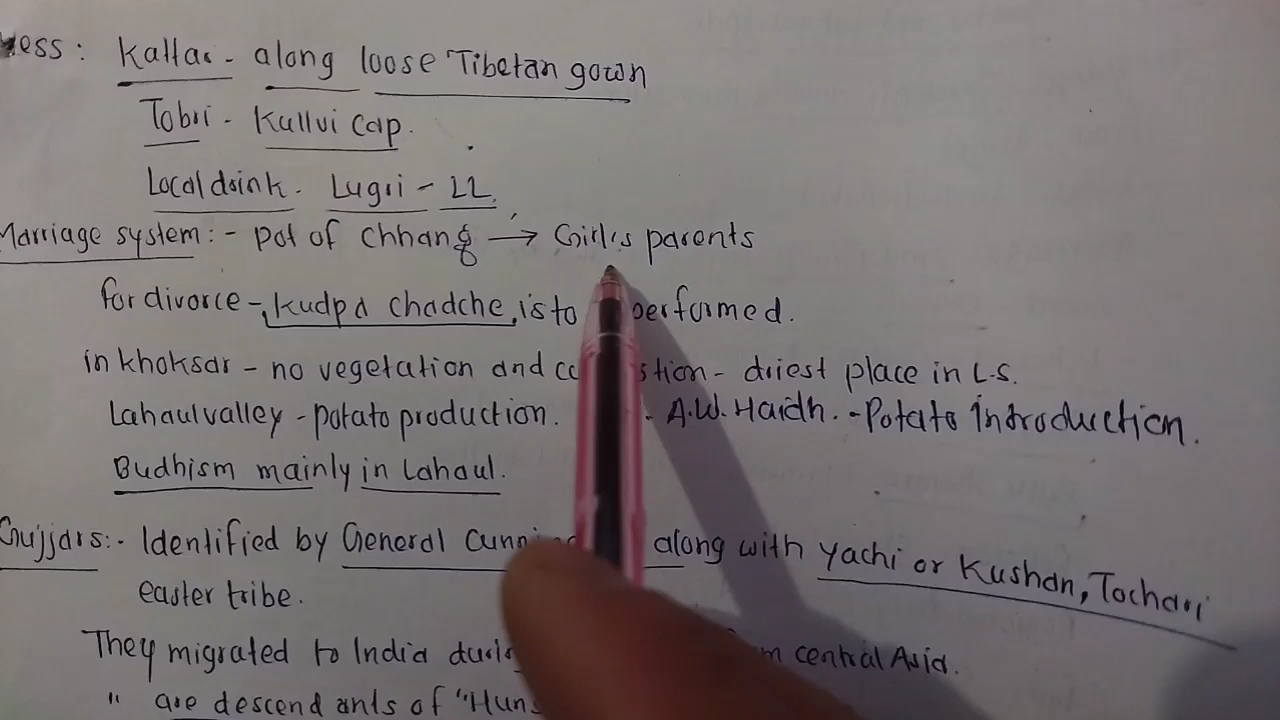 ess: Kattar - along loose Tibetan gown
Tobri - Kullvi cap.
Local drink - Lugri - LL
Marriage system:- pot of chhang → Girl's parents
for divorce - kudpa chadche is to performed.
in khoksar - no vegetation and - driest place in L.S.
Lahaul valley - potato production. A.W. Haidh. - Potato Introduction.
Budhism mainly in Lahaul.
Gujjars:- Identified by General along with Yachi or Kushan, Tochari
easter tribe.
They migrated to India central Asia.
" are descendants of "Huns